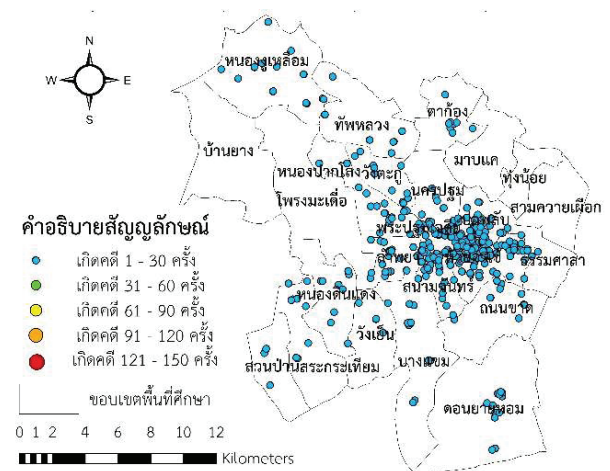 N
W E
S
หนองงูเหลือม
ตาก้อง
ทัพหลวง
บ้านยาง
มาบแค
หนองปากโลง
วังตะกู
ทุ่งน้อย
โพรงมะเดื่อ
นครปฐม
สามควายเผือก
คำอธิบายสัญญลักษณ์
พระปฐมเจดีย์
เกิดคดี 1 - 30 ครั้ง
ลำพยา
ธรรมศาลา
เกิดคดี 31 - 60 ครั้ง
หนองดินแดง
สนามจันทร์
เกิดคดี 61 - 90 ครั้ง
ถนนขาด
เกิดคดี 91 - 120 ครั้ง
วังเย็น
เกิดคดี 121 - 150 ครั้ง
สวนป่าน
สระกระเทียม
บางแขม
ขอบเขตพื้นที่ศึกษา
ดอนยายหอม
0 1 2 4 6 8 10 12
Kilometers